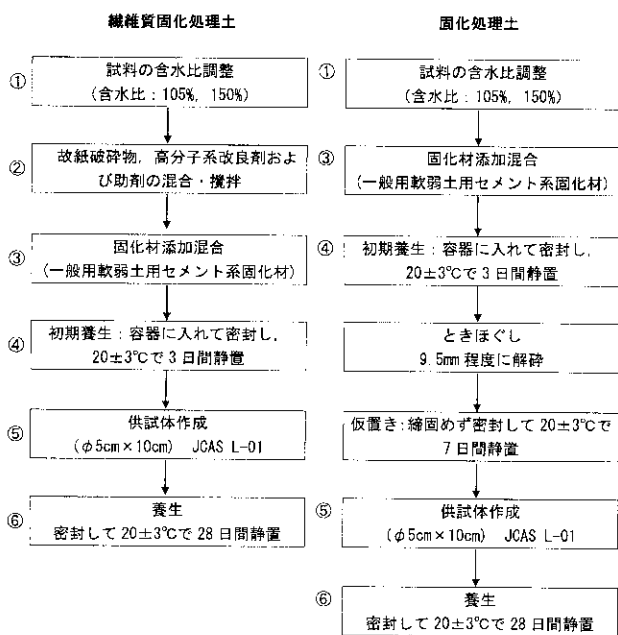 繊維質固化処理土
① 試料の含水比調整
(含水比：105%, 150%)
② 故紙破砕物，高分子系改良剤およ
び助剤の混合・攪拌
③ 固化材添加混合
(一般用軟弱土用セメント系固化材)
④ 初期養生：容器に入れて密封し，
20±3℃で3日間静置
⑤ 供試体作成
(φ5cm×10cm) JCAS L-01
⑥ 養生
密封して20±3℃で28日間静置
固化処理土
① 試料の含水比調整
(含水比：105%, 150%)
③ 固化材添加混合
(一般用軟弱土用セメント系固化材)
④ 初期養生：容器に入れて密封し，
20±3℃で3日間静置
ときほぐし
9.5mm程度に解砕
仮置き：締固めず密封して20±3℃で
7日間静置
⑤ 供試体作成
(φ5cm×10cm) JCAS L-01
⑥ 養生
密封して20±3℃で28日間静置